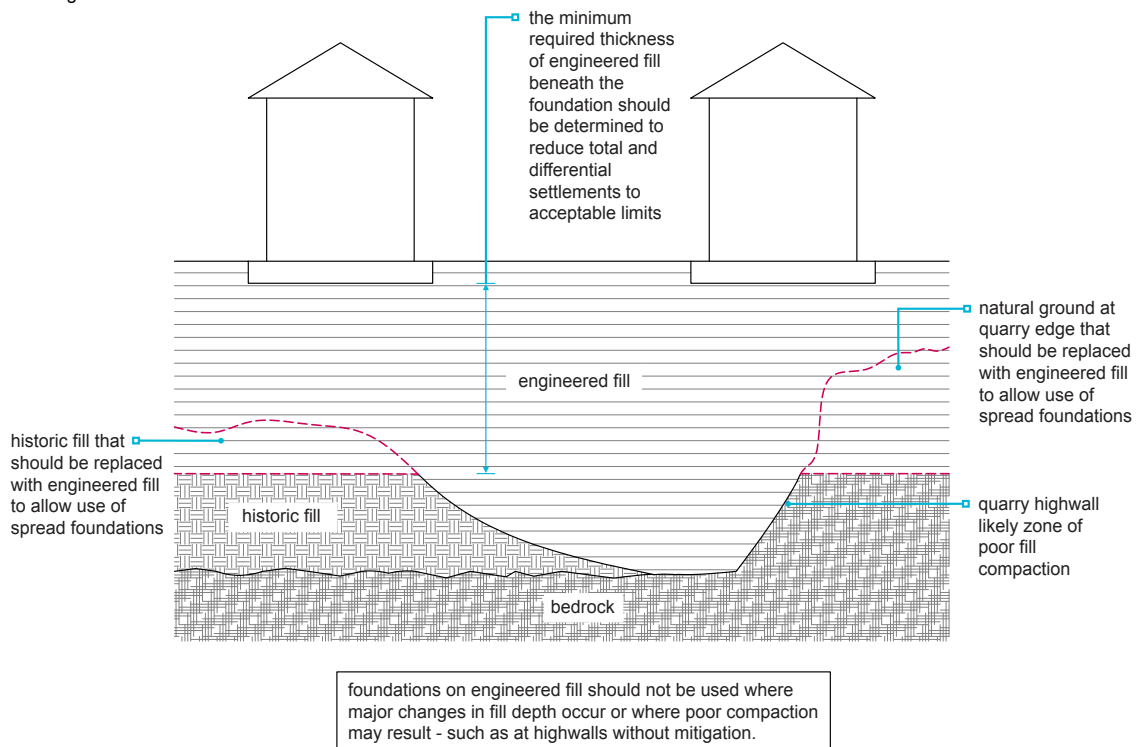 the minimum
required thickness
of engineered fill
beneath the
foundation should
be determined to
reduce total and
differential
settlements to
acceptable limits
natural ground at
quarry edge that
should be replaced
with engineered fill
to allow use of
spread foundations
engineered fill
historic fill that
should be replaced
with engineered fill
to allow use of
spread foundations
historic fill
quarry highwall
likely zone of
poor fill
compaction
bedrock
foundations on engineered fill should not be used where
major changes in fill depth occur or where poor compaction
may result - such as at highwalls without mitigation.